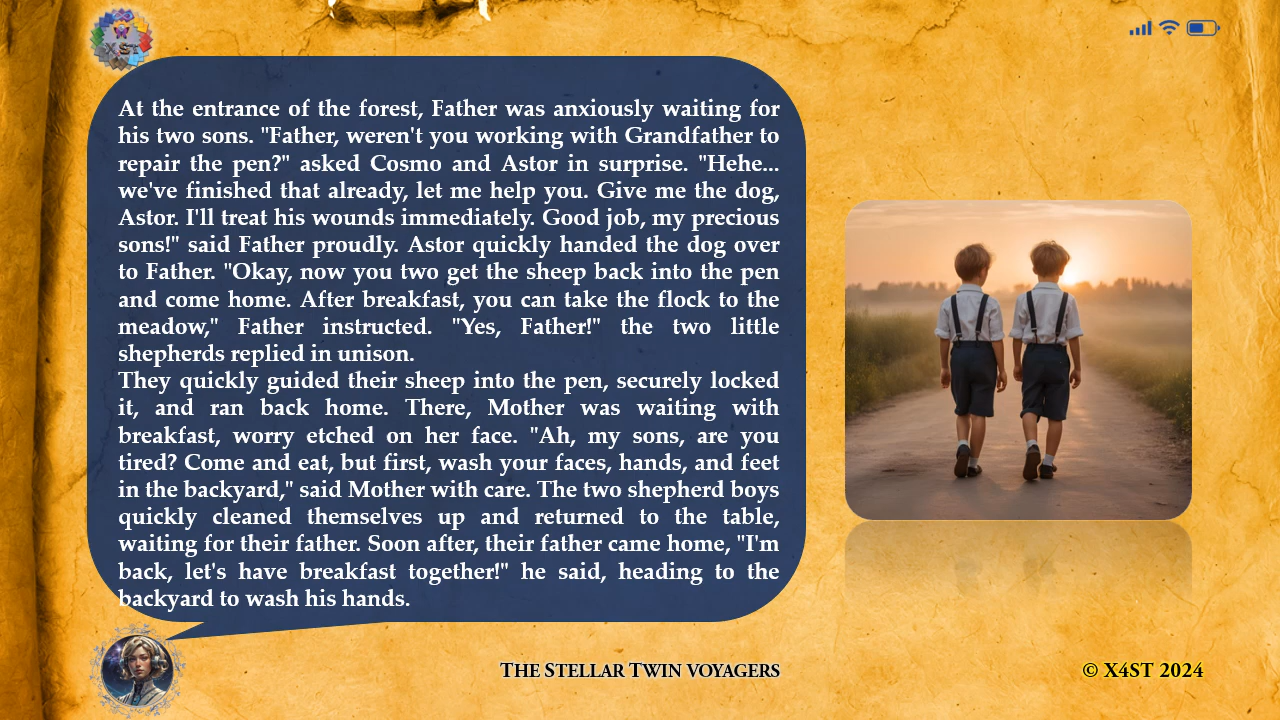 X ST
At the entrance of the forest, Father was anxiously waiting for
his two sons. "Father, weren't you working with Grandfather to
repair the pen?" asked Cosmo and Astor in surprise. "Hehe...
we've finished that already, let me help you. Give me the dog,
Astor. I'll treat his wounds immediately. Good job, my precious
sons!" said Father proudly. Astor quickly handed the dog over
to Father. "Okay, now you two get the sheep back into the pen
and come home. After breakfast, you can take the flock to the
meadow," Father instructed. "Yes, Father!" the two little
shepherds replied in unison.
They quickly guided their sheep into the pen, securely locked
it, and ran back home. There, Mother was waiting with
breakfast, worry etched on her face. "Ah, my sons, are you
tired? Come and eat, but first, wash your faces, hands, and feet
in the backyard," said Mother with care. The two shepherd boys
quickly cleaned themselves up and returned to the table,
waiting for their father. Soon after, their father came home, "I'm
back, let's have breakfast together!" he said, heading to the
backyard to wash his hands.
THE STELLAR TWIN VOYAGERS
© X4ST 2024